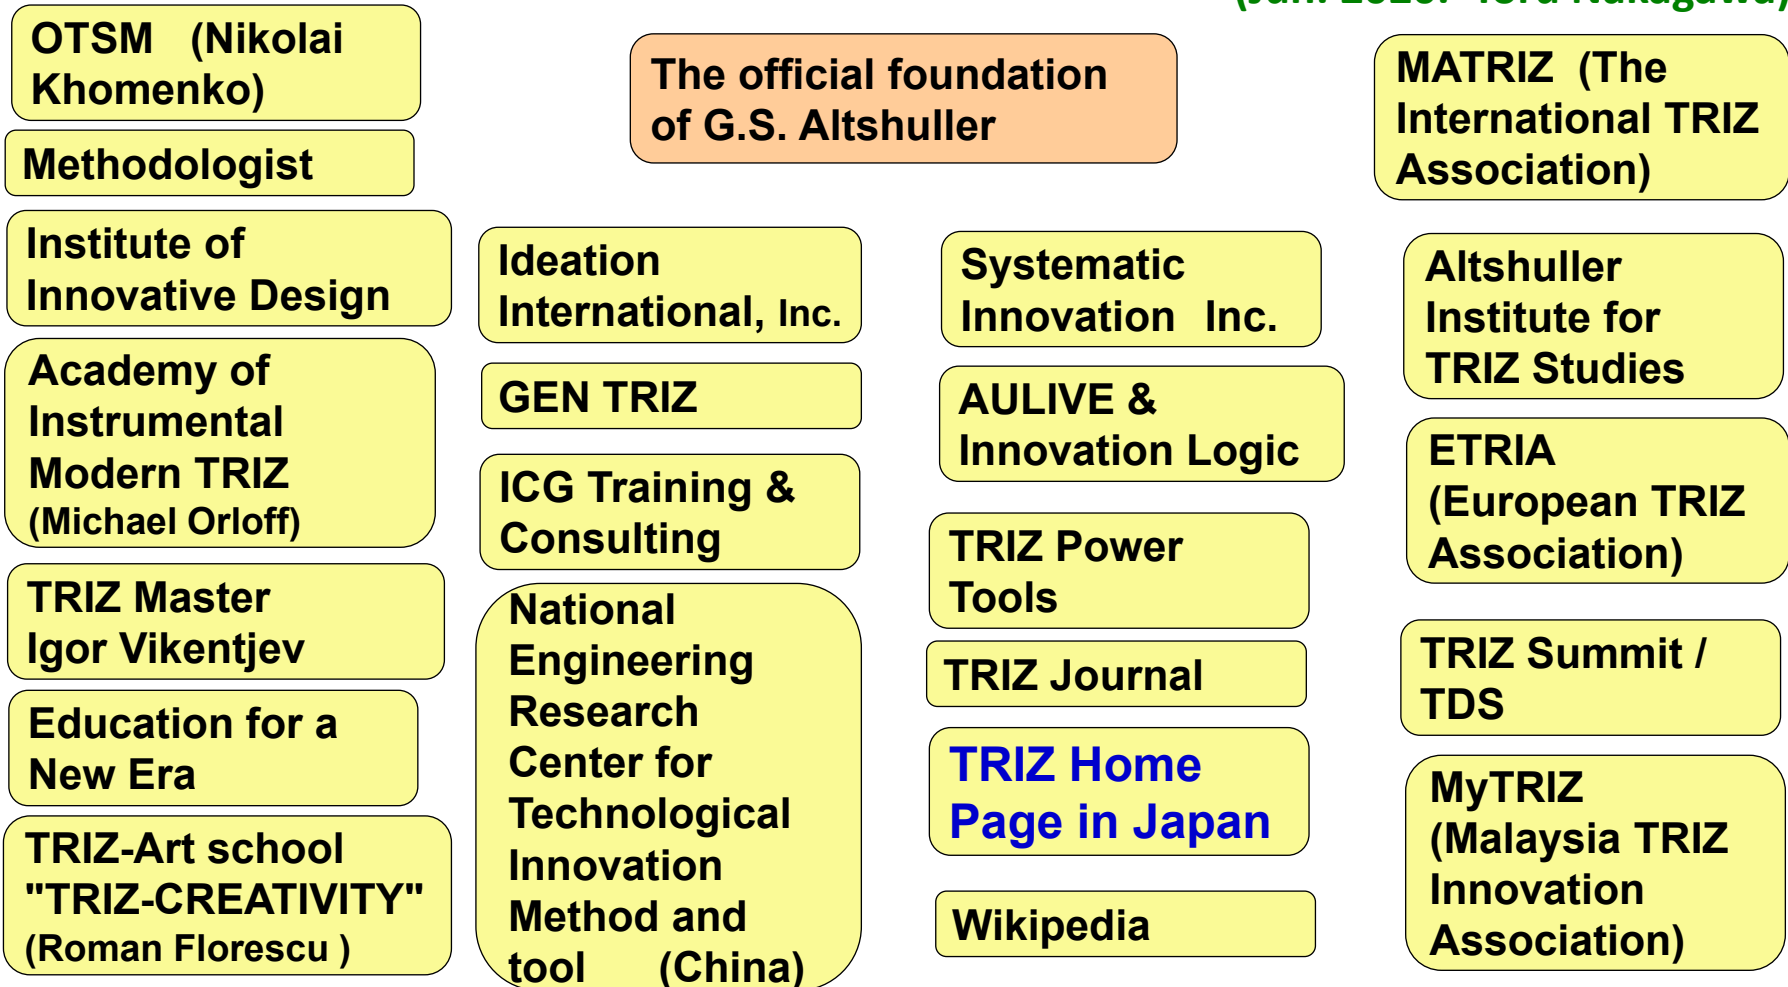 OTSM (Nikolai
Khomenko)
Methodologist
Institute of
Innovative Design
Academy of
Instrumental
Modern TRIZ
(Michael Orloff)
TRIZ Master
Igor Vikentjev
Education for a
New Era
TRIZ-Art school
"TRIZ-CREATIVITY"
(Roman Florescu )
The official foundation
of G.S. Altshuller
Ideation
International, Inc.
GEN TRIZ
ICG Training &
Consulting
National
Engineering
Research
Center for
Technological
Innovation
Method and
tool (China)
Systematic
Innovation Inc.
AULIVE &
Innovation Logic
TRIZ Power
Tools
TRIZ Journal
TRIZ Home
Page in Japan
Wikipedia
MATRIZ (The
International TRIZ
Association)
Altshuller
Institute for
TRIZ Studies
ETRIA
(European TRIZ
Association)
TRIZ Summit /
TDS
MyTRIZ
(Malaysia TRIZ
Innovation
Association)